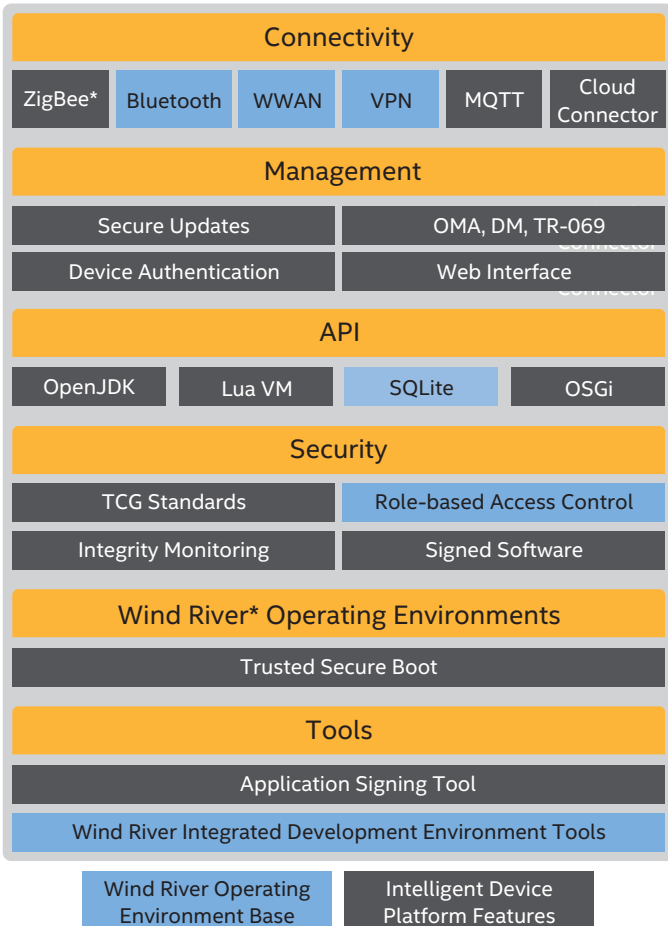 Connectivity
ZigBee*
Bluetooth
WWAN
VPN
MQTT
Cloud
Connector
Management
Secure Updates
OMA, DM, TR-069
Connector
Device Authentication
Web Interface
Connector
API
OpenJDK
Lua VM
SQLite
OSGi
Security
TCG Standards
Role-based Access Control
Integrity Monitoring
Signed Software
Wind River* Operating Environments
Trusted Secure Boot
Tools
Application Signing Tool
Wind River Integrated Development Environment Tools
Wind River Operating
Environment Base
Intelligent Device
Platform Features